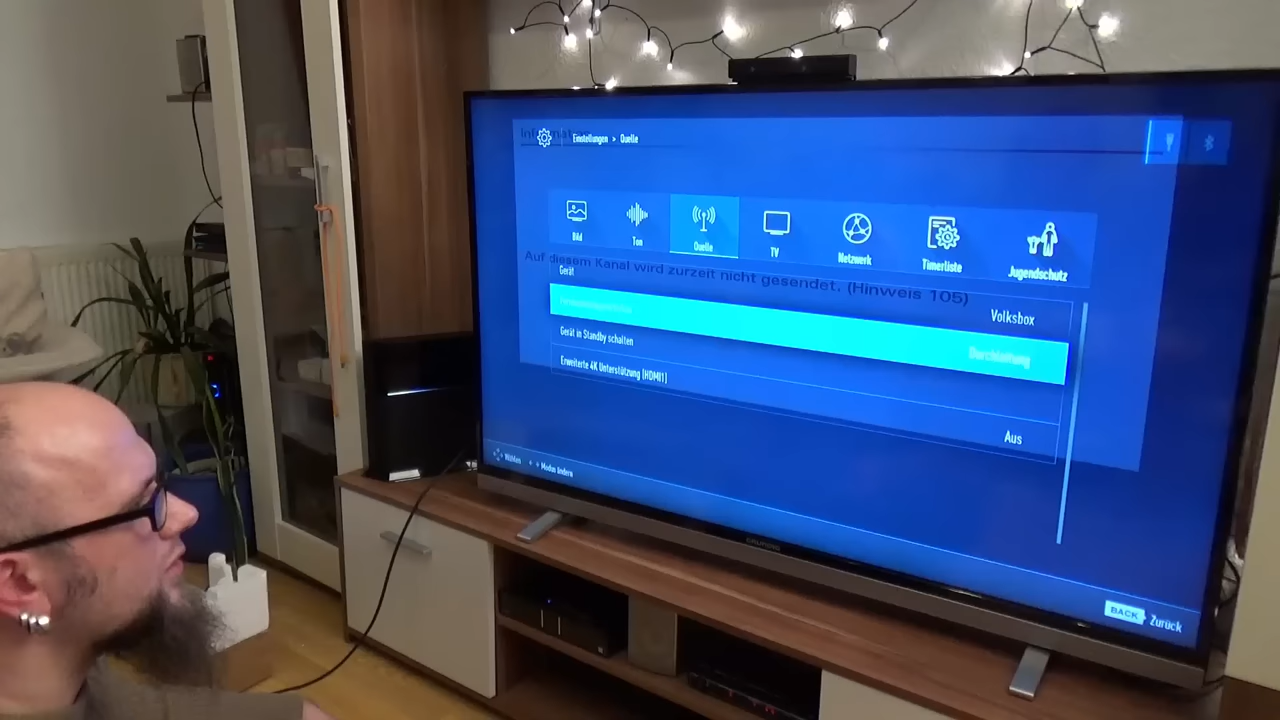 Einstellungen > Quelle
Bild
Ton
Quelle
TV
Netzwerk
Timerliste
Jugendschutz
Auf diesem Kanal wird zurzeit nicht gesendet. (Hinweis 105)
Gerät
Volksbox
Gerät in Standby schalten
Erweiterte 4K Unterstützung (HDMI1)
Aus
Wählen
Modus ändern
GRUNDIG
BACK Zurück